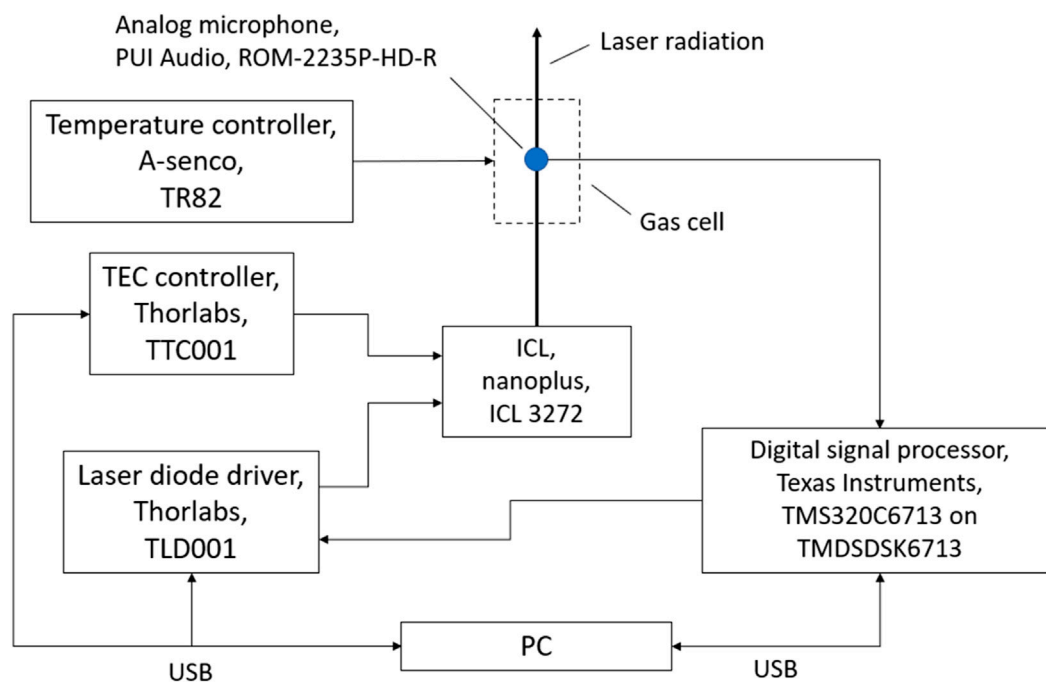 Analog microphone,
PUI Audio, ROM-2235P-HD-R
Laser radiation
Temperature controller,
A-senco,
TR82
Gas cell
TEC controller,
Thorlabs,
TTC001
ICL,
nanoplus,
ICL 3272
Laser diode driver,
Thorlabs,
TLD001
Digital signal processor,
Texas Instruments,
TMS320C6713 on
TMDSDSK6713
PC
USB
USB